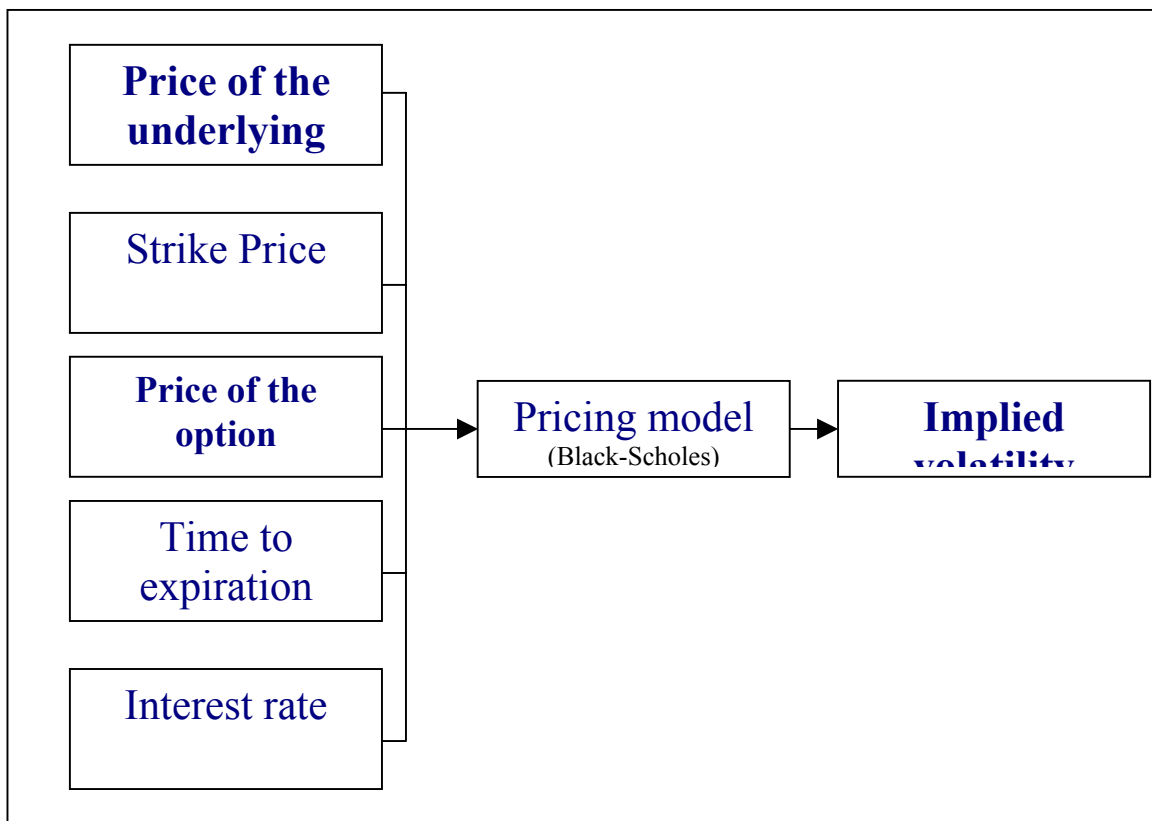 Price of the
underlying
Strike Price
Price of the
option
Time to
expiration
Interest rate
Pricing model
(Black-Scholes)
Implied
volatility